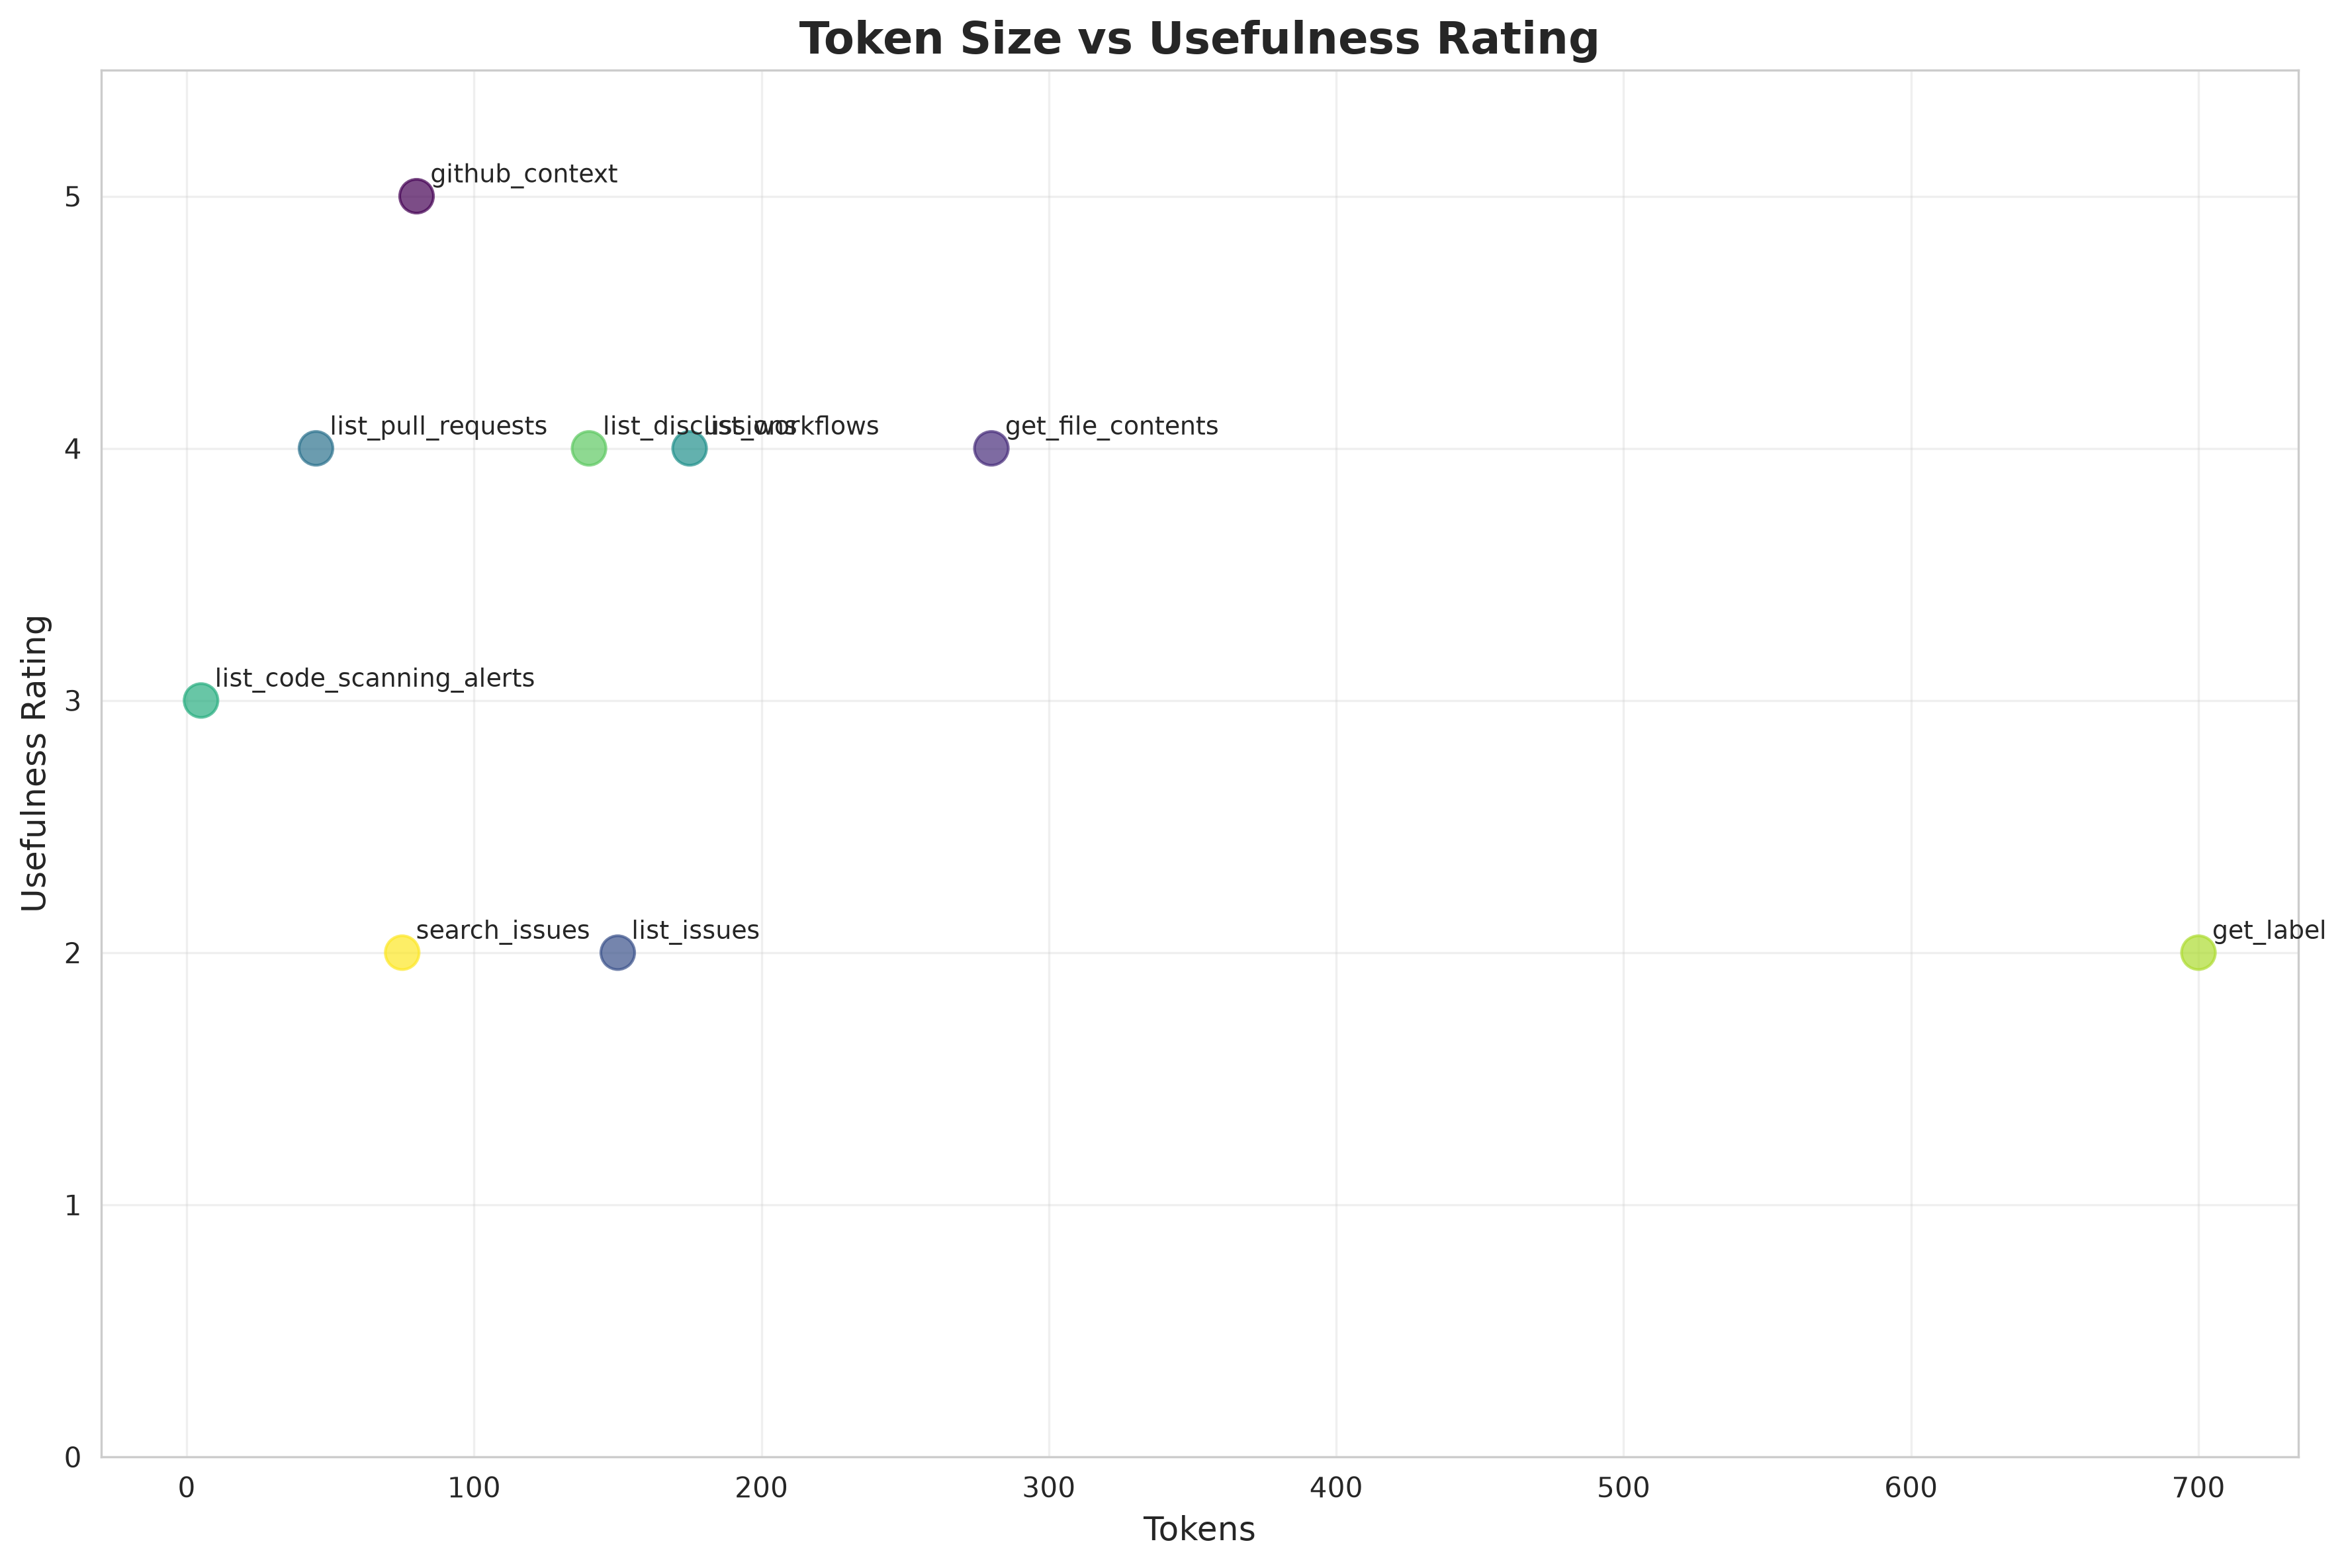 Token Size vs Usefulness Rating
Usefulness Rating
5
4
3
2
1
0
github_context
list_pull_requests
list_discussions
list_workflows
get_file_contents
list_code_scanning_alerts
search_issues
list_issues
get_label
0 100 200 300 400 500 600 700
Tokens